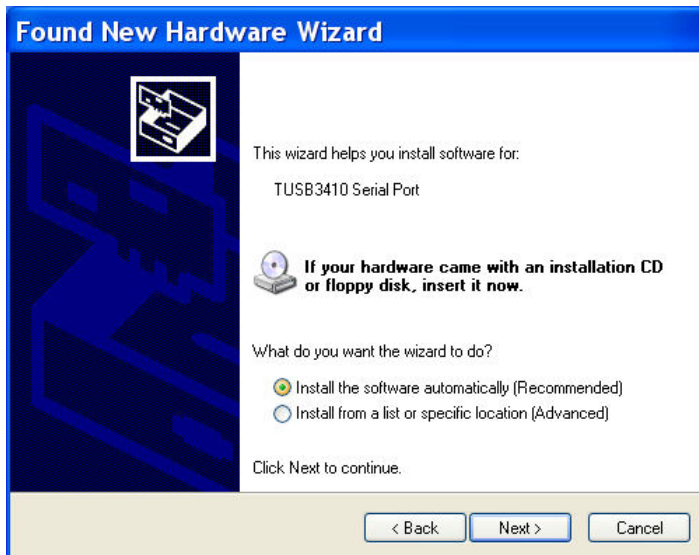 Found New Hardware Wizard
This wizard helps you install software for:
TUSB3410 Serial Port
If your hardware came with an installation CD
or floppy disk, insert it now.
What do you want the wizard to do?
Install the software automatically (Recommended)
Install from a list or specific location (Advanced)
Click Next to continue.
< Back Next > Cancel